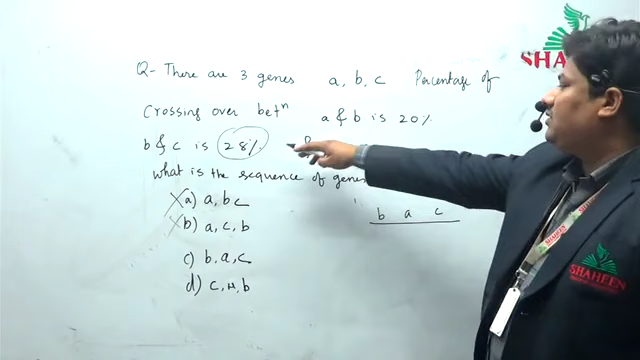 SHA
Q- There are 3 genes a, b, c Percentage of
Crossing over betⁿ a & b is 20%
b & c is 28%
what is the sequence of genes
a) a, b c
b) a, c, b
c) b, a, c
d) c, H, b
b a c
SHAHEEN